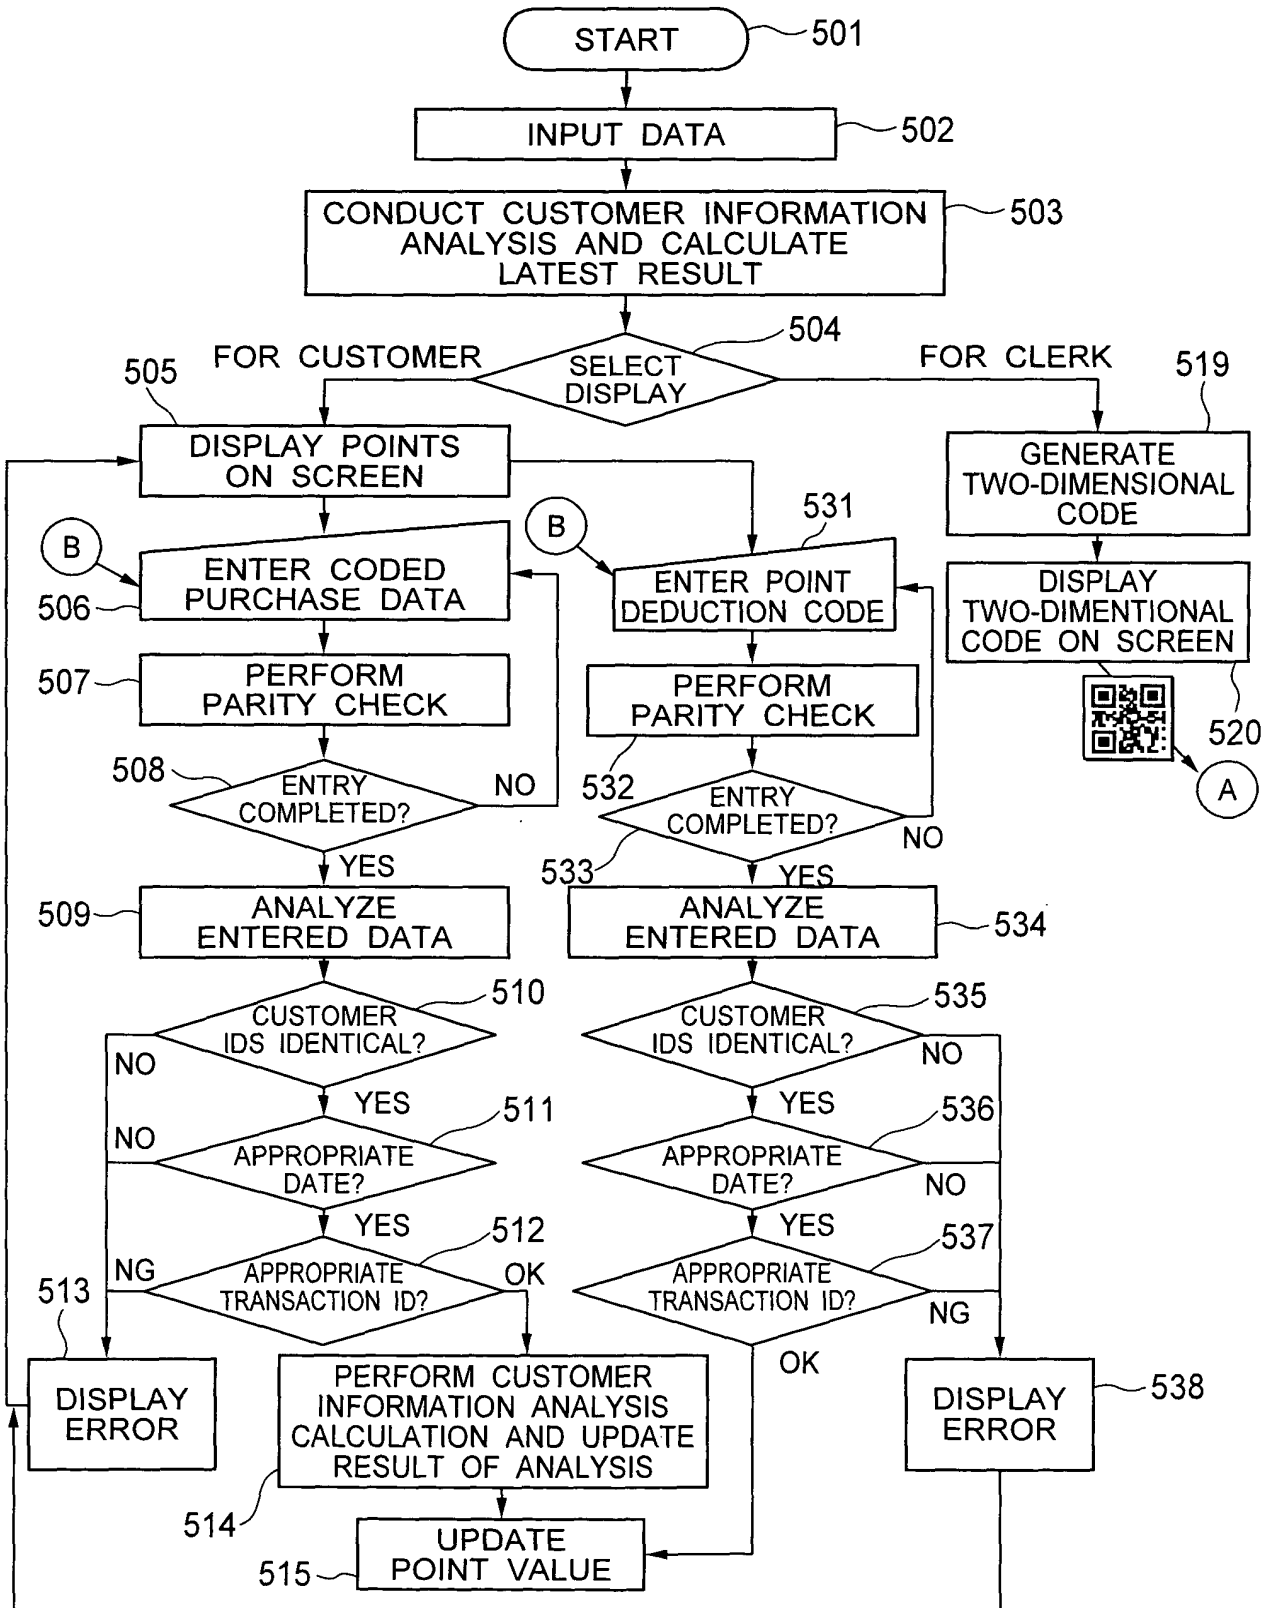 START
501
INPUT DATA
502
CONDUCT CUSTOMER INFORMATION
ANALYSIS AND CALCULATE
LATEST RESULT
503
504
FOR CUSTOMER
SELECT
DISPLAY
FOR CLERK
505
519
DISPLAY POINTS
ON SCREEN
GENERATE
TWO-DIMENSIONAL
CODE
B
506
ENTER CODED
PURCHASE DATA
B
531
ENTER POINT
DEDUCTION CODE
DISPLAY
TWO-DIMENTIONAL
CODE ON SCREEN
520
A
507
PERFORM
PARITY CHECK
PERFORM
PARITY CHECK
532
508
ENTRY
COMPLETED?
NO
YES
ENTRY
COMPLETED?
NO
533
YES
509
ANALYZE
ENTERED DATA
ANALYZE
ENTERED DATA
534
510
CUSTOMER
IDS IDENTICAL?
NO
YES
535
CUSTOMER
IDS IDENTICAL?
NO
YES
511
NO
APPROPRIATE
DATE?
YES
536
APPROPRIATE
DATE?
NO
YES
512
NG
APPROPRIATE
TRANSACTION ID?
OK
537
APPROPRIATE
TRANSACTION ID?
NG
OK
513
DISPLAY
ERROR
PERFORM CUSTOMER
INFORMATION ANALYSIS
CALCULATION AND UPDATE
RESULT OF ANALYSIS
514
DISPLAY
ERROR
538
UPDATE
POINT VALUE
515